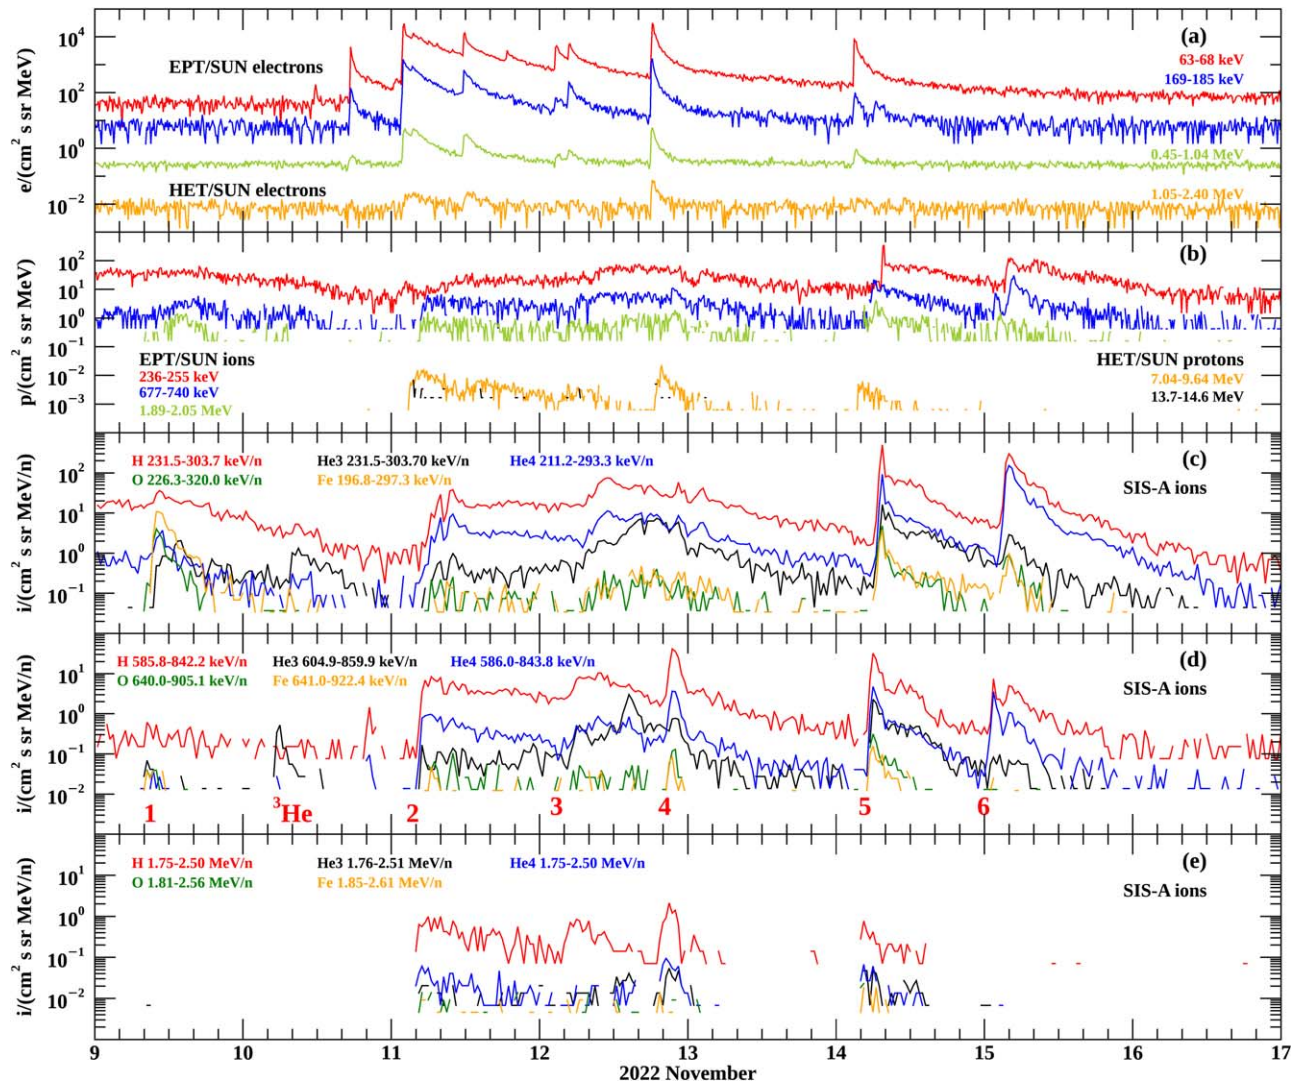 (a)
EPT/SUN electrons
63-68 keV
169-185 keV
0.45-1.04 MeV
HET/SUN electrons
1.05-2.40 MeV
e/(cm² s sr MeV)
10⁴
10²
10⁰
10⁻²
(b)
EPT/SUN ions
236-255 keV
677-740 keV
1.89-2.05 MeV
HET/SUN protons
7.04-9.64 MeV
13.7-14.6 MeV
p/(cm² s sr MeV)
10²
10¹
10⁰
10⁻¹
10⁻²
10⁻³
H 231.5-303.7 keV/n He3 231.5-303.70 keV/n He4 211.2-293.3 keV/n (c)
O 226.3-320.0 keV/n Fe 196.8-297.3 keV/n SIS-A ions
i/(cm² s sr MeV/n)
10²
10¹
10⁰
10⁻¹
H 585.8-842.2 keV/n He3 604.9-859.9 keV/n He4 586.0-843.8 keV/n (d)
O 640.0-905.1 keV/n Fe 641.0-922.4 keV/n SIS-A ions
i/(cm² s sr MeV/n)
10¹
10⁰
10⁻¹
10⁻²
1 ³He 2 3 4 5 6
H 1.75-2.50 MeV/n He3 1.76-2.51 MeV/n He4 1.75-2.50 MeV/n (e)
O 1.81-2.56 MeV/n Fe 1.85-2.61 MeV/n SIS-A ions
i/(cm² s sr MeV/n)
10¹
10⁰
10⁻¹
10⁻²
9 10 11 12 13 14 15 16 17
2022 November